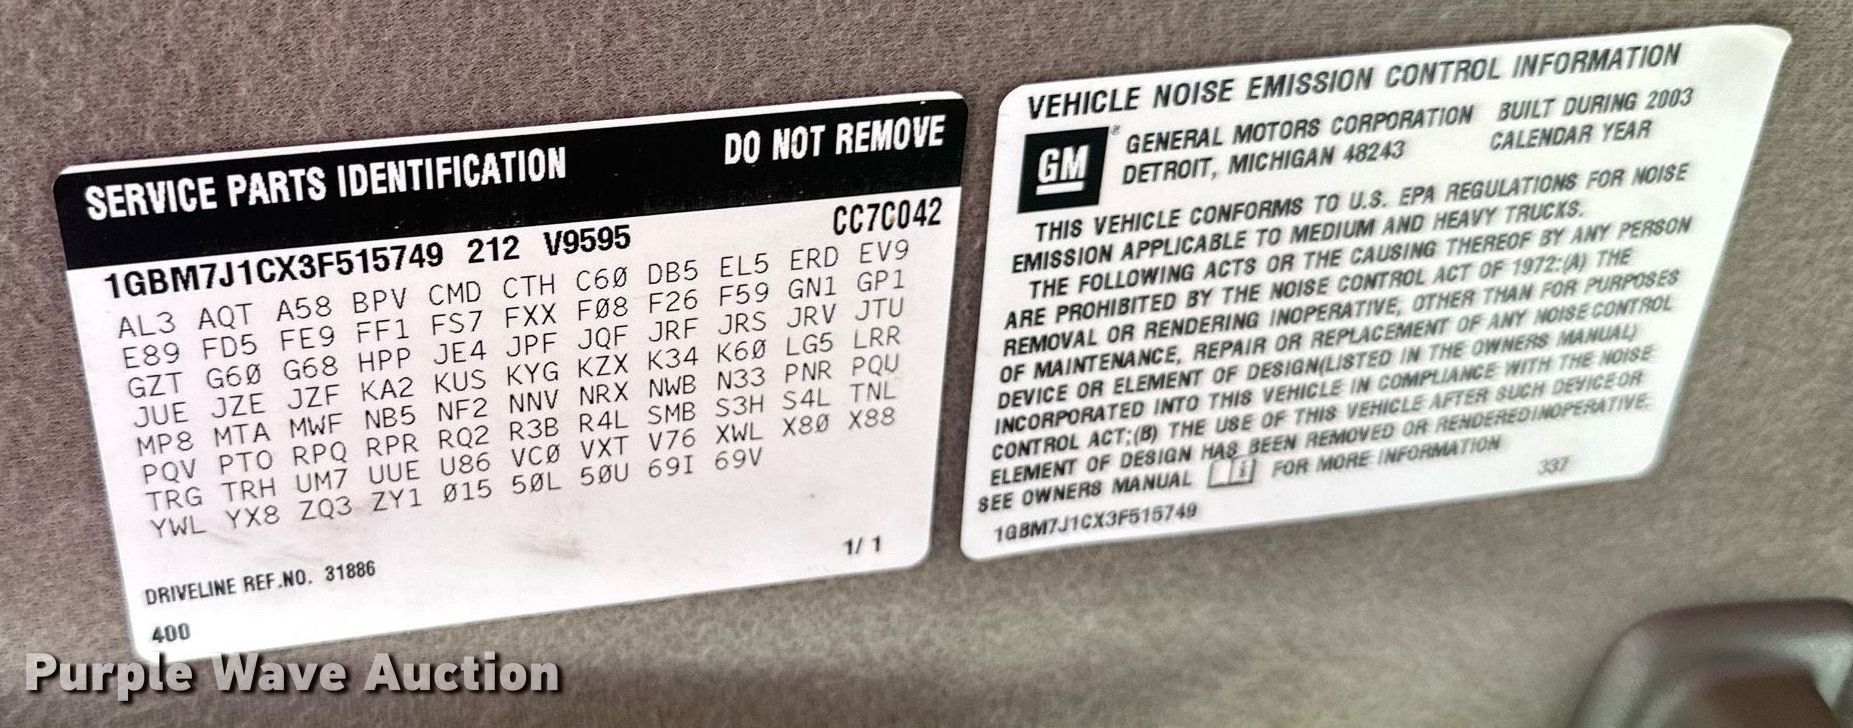 SERVICE PARTS IDENTIFICATION DO NOT REMOVE
1GBM7J1CX3F515749 212 V9595 CC7C042
AL3 AQT A58 BPV CMD CTH C60 DB5 EL5 ERD EV9
E89 FD5 FE9 FF1 FS7 FXX F08 F26 F59 GN1 GP1
GZT G60 G68 HPP JE4 JPF JQF JRF JRS JRV JTU
JUE JZE JZF KA2 KUS KYG KZX K34 K60 LG5 LRR
MP8 MTA MWF NB5 NF2 NNV NRX NWB N33 PNR PQU
PQV PTO RPQ RPR RQ2 R3B R4L SMB S3H S4L TNL
TRG TRH UM7 UUE U86 VC0 VXT V76 XWL X80 X88
YWL YX8 ZQ3 ZY1 015 50L 50U 69I 69V
DRIVELINE REF.NO. 31886
1/ 1
400
VEHICLE NOISE EMISSION CONTROL INFORMATION
GM
®
GENERAL MOTORS CORPORATION BUILT DURING 2003
DETROIT, MICHIGAN 48243 CALENDAR YEAR
THIS VEHICLE CONFORMS TO U.S. EPA REGULATIONS FOR NOISE
EMISSION APPLICABLE TO MEDIUM AND HEAVY TRUCKS.
THE FOLLOWING ACTS OR THE CAUSING THEREOF BY ANY PERSON
ARE PROHIBITED BY THE NOISE CONTROL ACT OF 1972:(A) THE
REMOVAL OR RENDERING INOPERATIVE, OTHER THAN FOR PURPOSES
OF MAINTENANCE, REPAIR OR REPLACEMENT OF ANY NOISE CONTROL
DEVICE OR ELEMENT OF DESIGN(LISTED IN THE OWNERS MANUAL)
INCORPORATED INTO THIS VEHICLE IN COMPLIANCE WITH THE NOISE
CONTROL ACT;(B) THE USE OF THIS VEHICLE AFTER SUCH DEVICE OR
ELEMENT OF DESIGN HAS BEEN REMOVED OR RENDERED INOPERATIVE.
SEE OWNERS MANUAL i FOR MORE INFORMATION
337
1GBM7J1CX3F515749
Purple Wave Auction